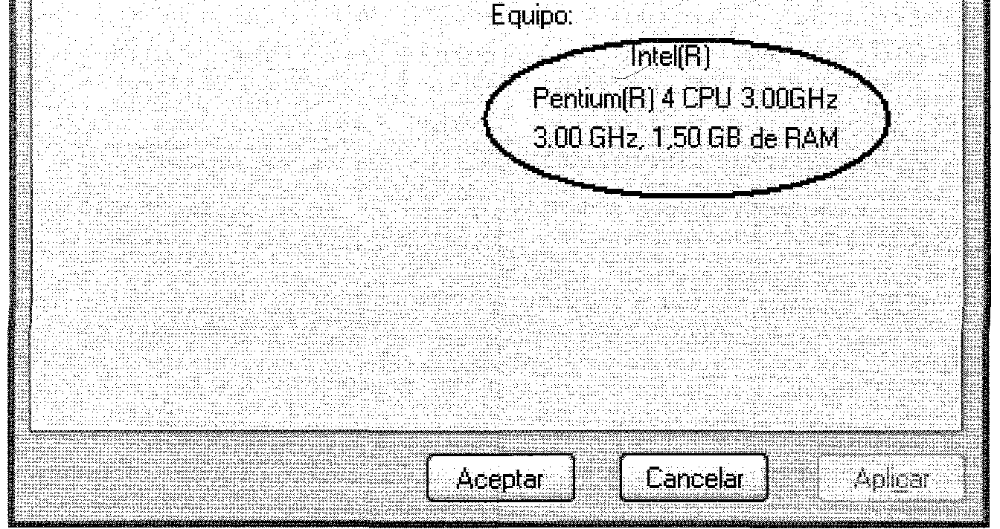 Equipo:
Intel(R)
Pentium(R) 4 CPU 3.00GHz
3.00 GHz, 1,50 GB de RAM
Aceptar
Cancelar
Aplicar